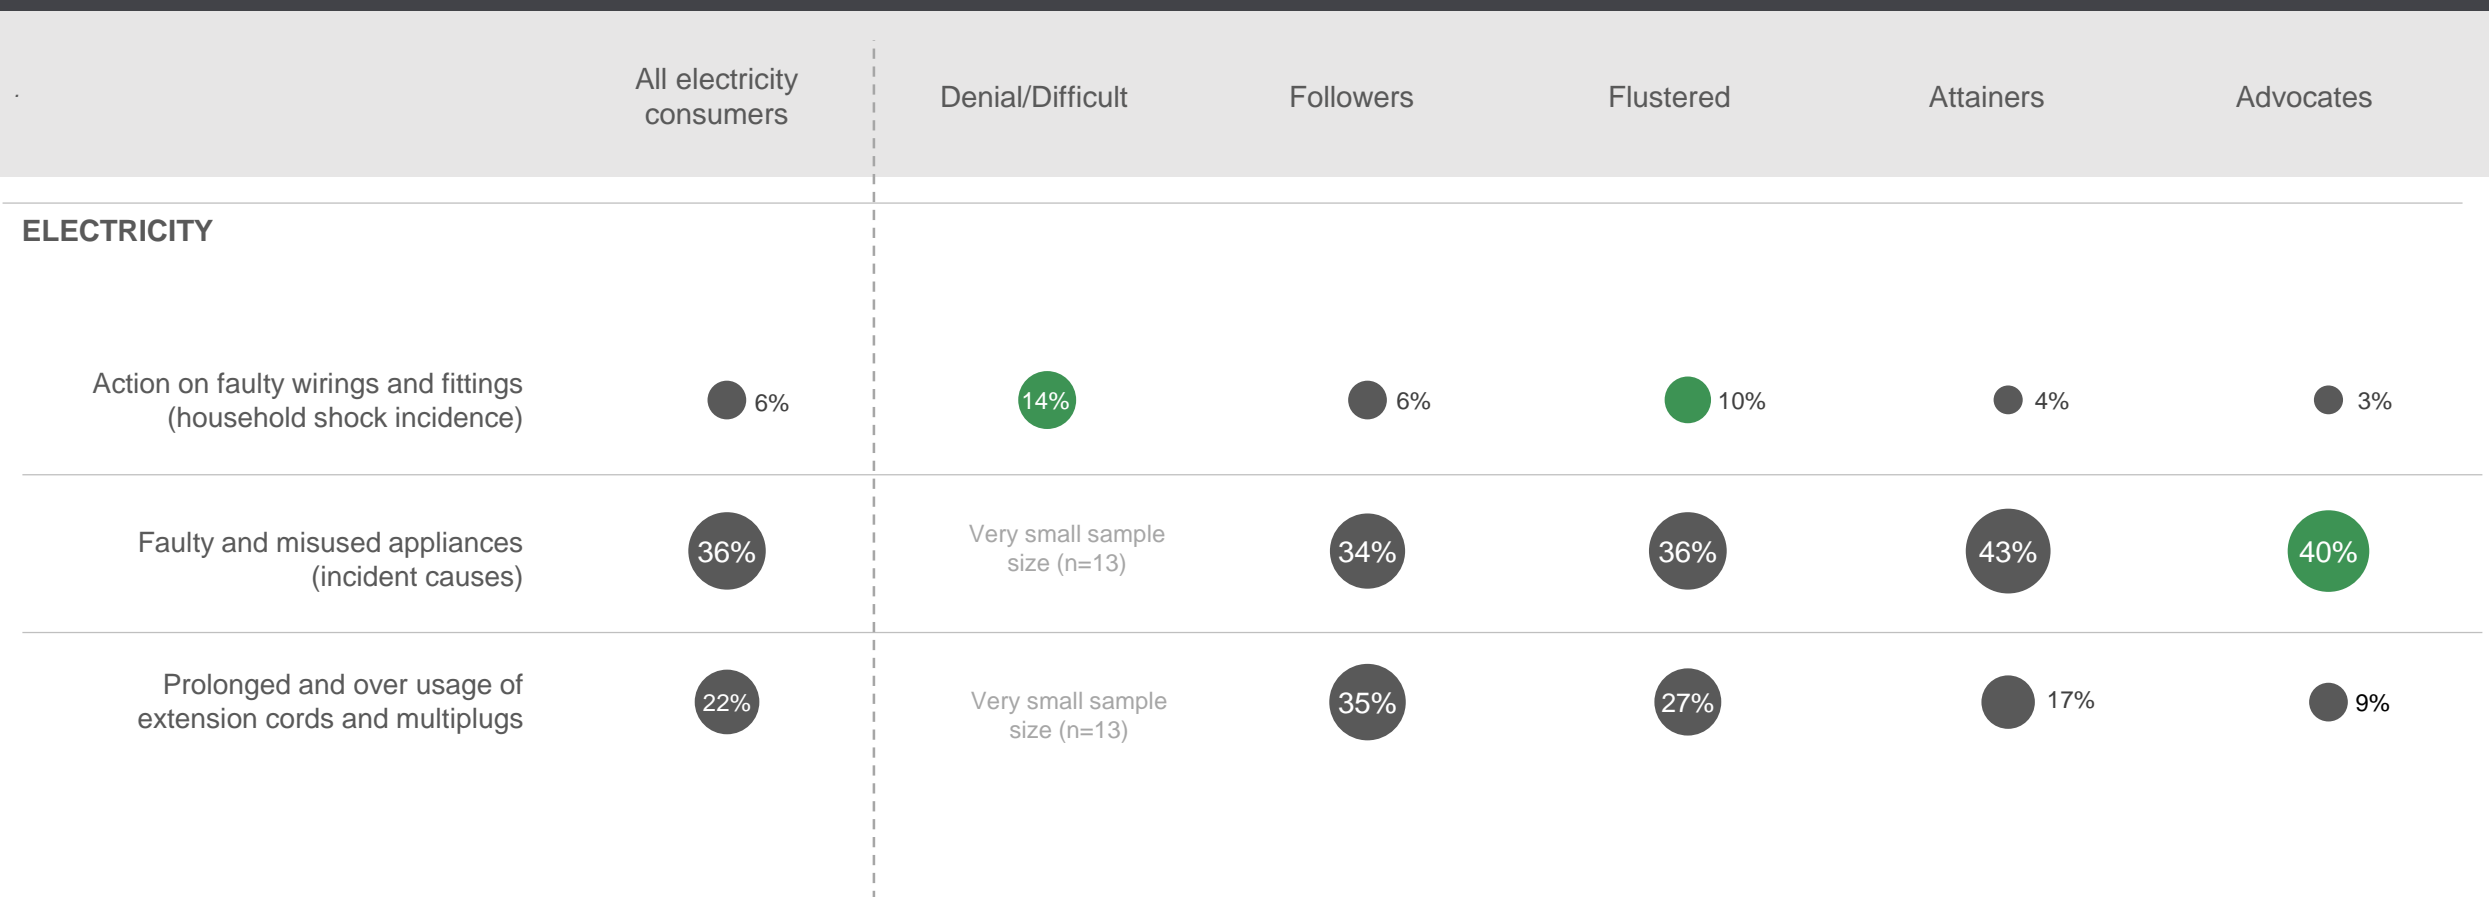 .
All electricity
consumers
Denial/Difficult
Followers
Flustered
Attainers
Advocates
ELECTRICITY
Action on faulty wirings and fittings
(household shock incidence)
6%
14%
6%
10%
4%
3%
Faulty and misused appliances
(incident causes)
36%
Very small sample
size (n=13)
34%
36%
43%
40%
Prolonged and over usage of
extension cords and multiplugs
22%
Very small sample
size (n=13)
35%
27%
17%
9%